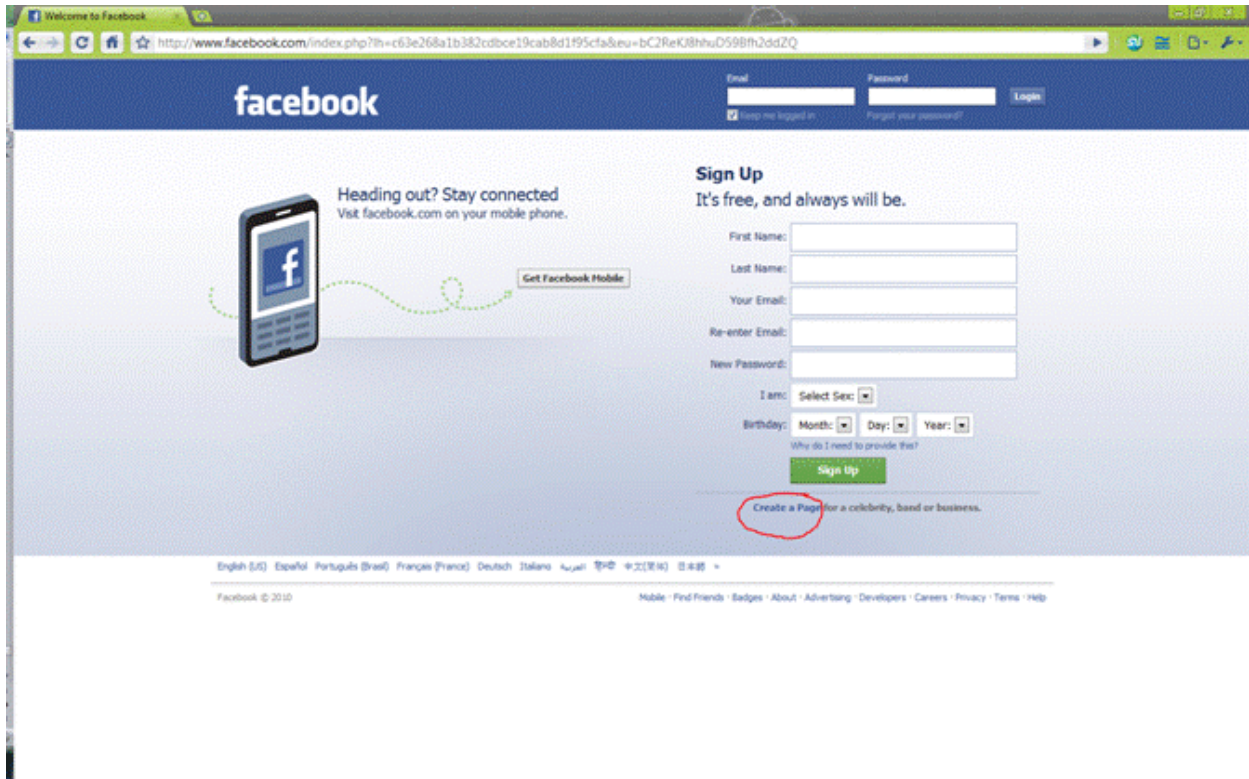 Welcome to Facebook
http://www.facebook.com/index.php?lh=c63e268a1b382cdbce19cab8d1f95cfa&eu=bC2ReKJ8hhuD59Bfh2ddZQ
facebook
Email
Password
Login
Keep me logged in
Forgot your password?
Heading out? Stay connected
Visit facebook.com on your mobile phone.
Get Facebook Mobile
Sign Up
It's free, and always will be.
First Name:
Last Name:
Your Email:
Re-enter Email:
New Password:
I am: Select Sex:
Birthday: Month: Day: Year:
Why do I need to provide this?
Sign Up
Create a Page for a celebrity, band or business.
English (US) Español Português (Brasil) Français (France) Deutsch Italiano العربية हिन्दी 中文(简体) 日本語 »
Facebook © 2010
Mobile · Find Friends · Badges · About · Advertising · Developers · Careers · Privacy · Terms · Help